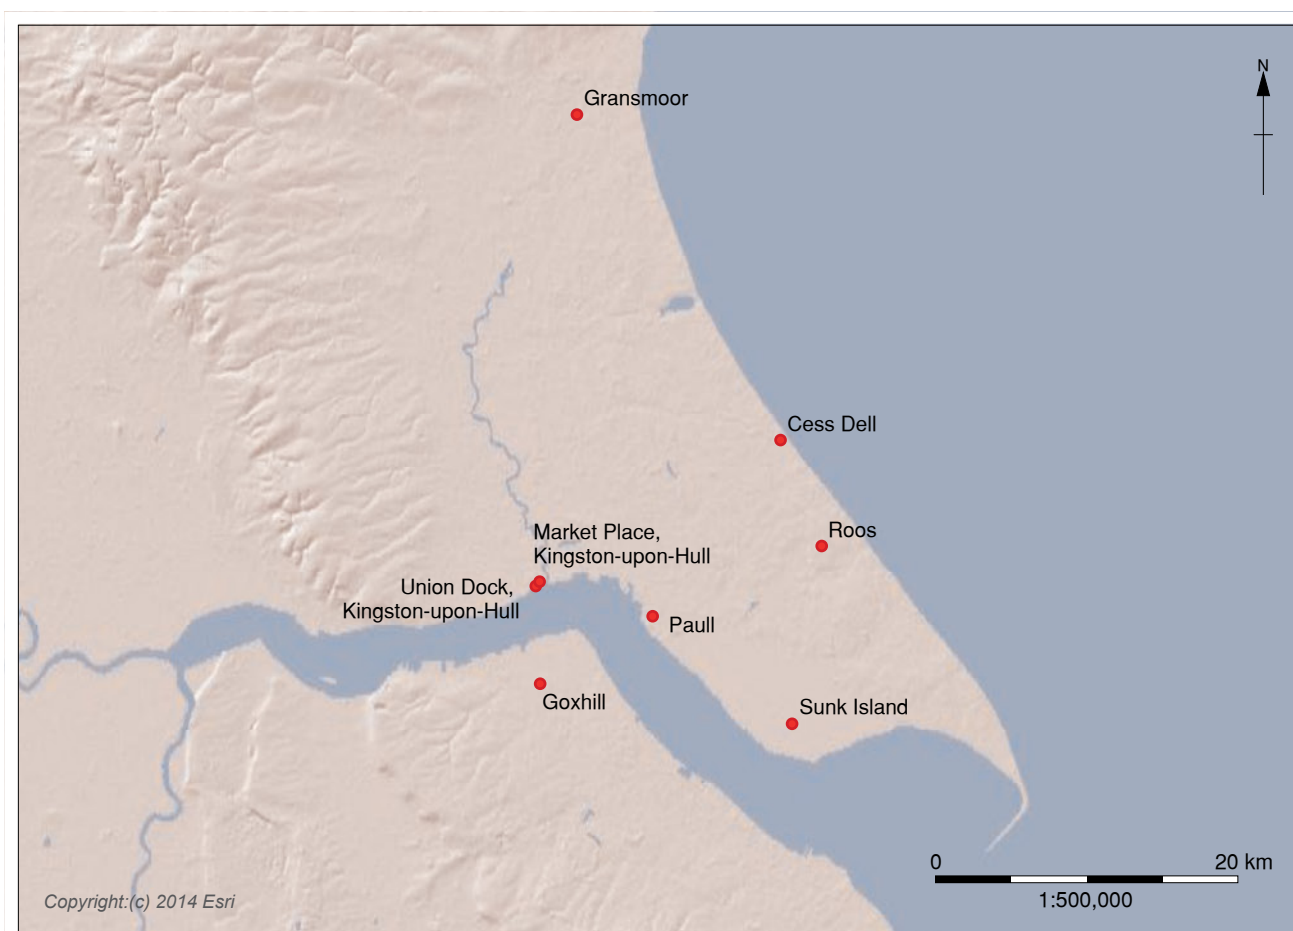 N
Gransmoor
Cess Dell
Roos
Market Place,
Kingston-upon-Hull
Union Dock,
Kingston-upon-Hull
Paull
Goxhill
Sunk Island
0 20 km
1:500,000
Copyright:(c) 2014 Esri